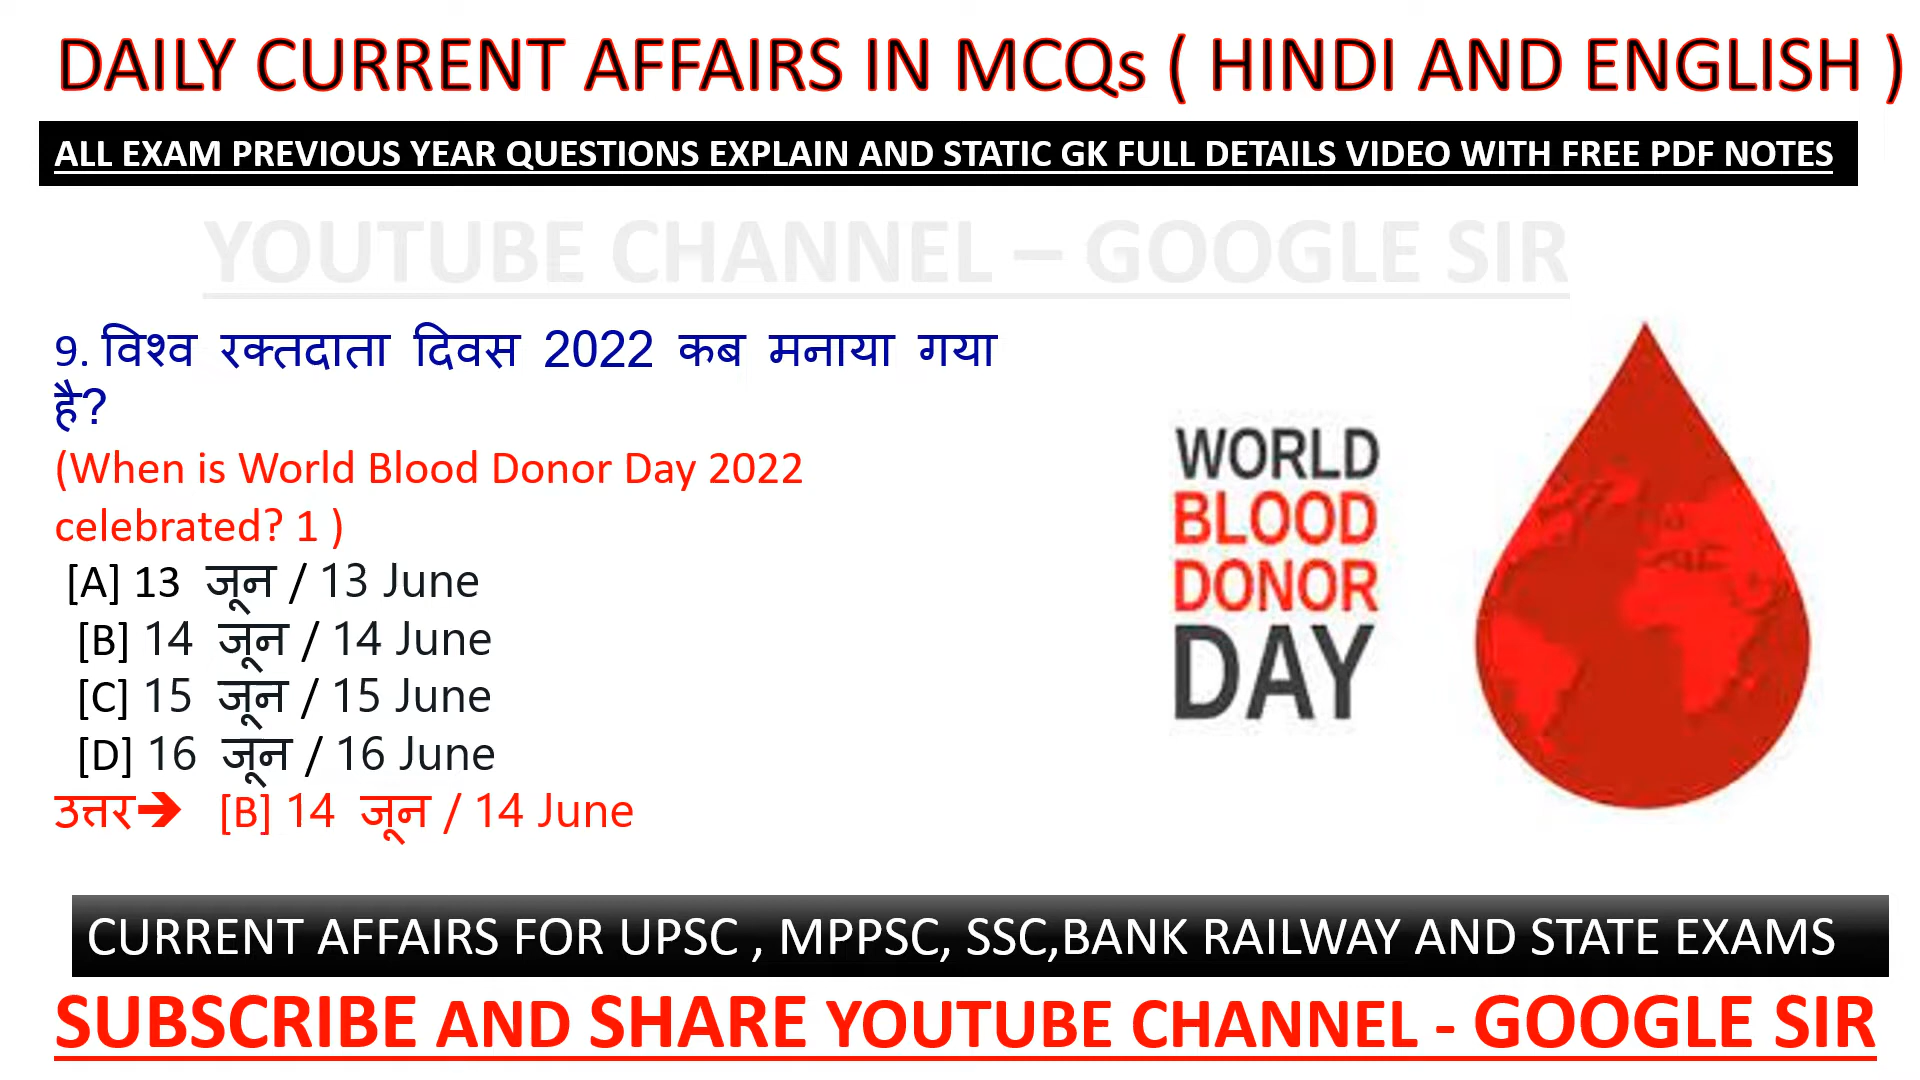 DAILY CURRENT AFFAIRS IN MCQs ( HINDI AND ENGLISH )
ALL EXAM PREVIOUS YEAR QUESTIONS EXPLAIN AND STATIC GK FULL DETAILS VIDEO WITH FREE PDF NOTES
YOUTUBE CHANNEL – GOOGLE SIR
9. विश्व रक्तदाता दिवस 2022 कब मनाया गया
है?
(When is World Blood Donor Day 2022
celebrated? 1 )
[A] 13 जून / 13 June
[B] 14 जून / 14 June
[C] 15 जून / 15 June
[D] 16 जून / 16 June
उत्तर➔ [B] 14 जून / 14 June
WORLD
BLOOD
DONOR
DAY
CURRENT AFFAIRS FOR UPSC , MPPSC, SSC,BANK RAILWAY AND STATE EXAMS
SUBSCRIBE AND SHARE YOUTUBE CHANNEL - GOOGLE SIR